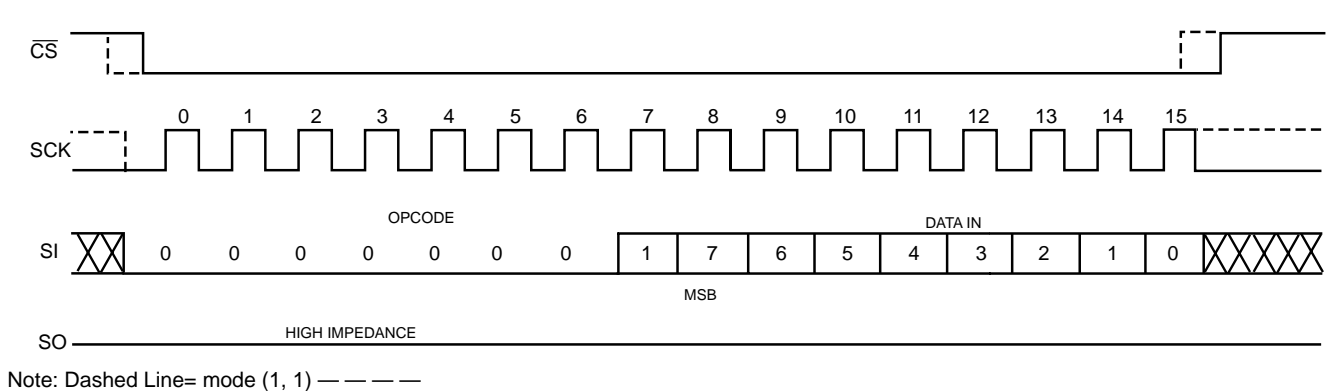 CS
0 1 2 3 4 5 6 7 8 9 10 11 12 13 14 15
SCK
OPCODE
DATA IN
SI 0 0 0 0 0 0 0 1 7 6 5 4 3 2 1 0
MSB
HIGH IMPEDANCE
SO
Note: Dashed Line= mode (1, 1) — — — —